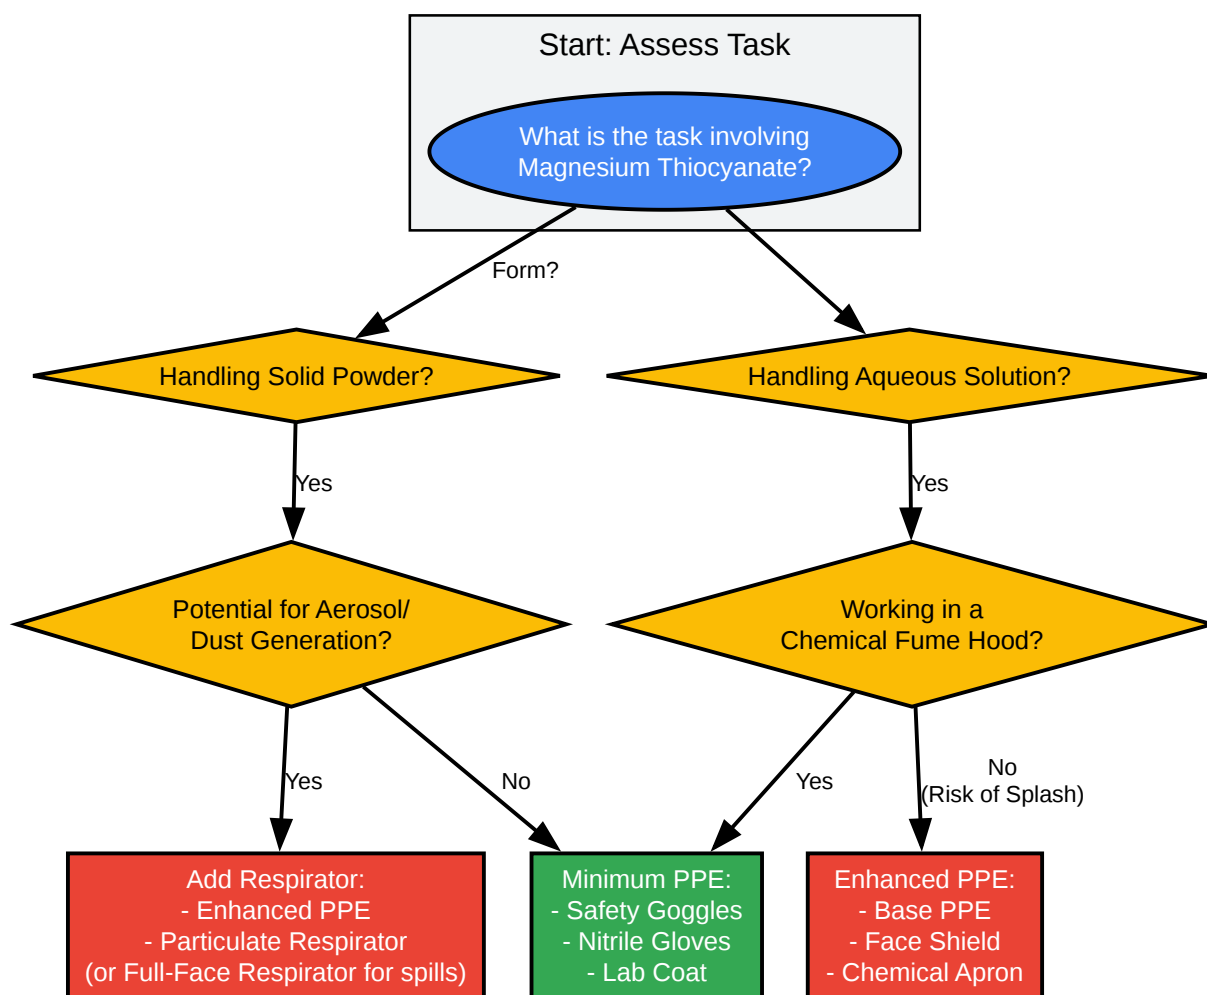 Start: Assess Task
What is the task involving
Magnesium Thiocyanate?
Form?
Handling Solid Powder?
Handling Aqueous Solution?
Yes
Yes
Potential for Aerosol/
Dust Generation?
Working in a
Chemical Fume Hood?
Yes
No
Yes
No
(Risk of Splash)
Add Respirator:
- Enhanced PPE
- Particulate Respirator
(or Full-Face Respirator for spills)
Minimum PPE:
- Safety Goggles
- Nitrile Gloves
- Lab Coat
Enhanced PPE:
- Base PPE
- Face Shield
- Chemical Apron